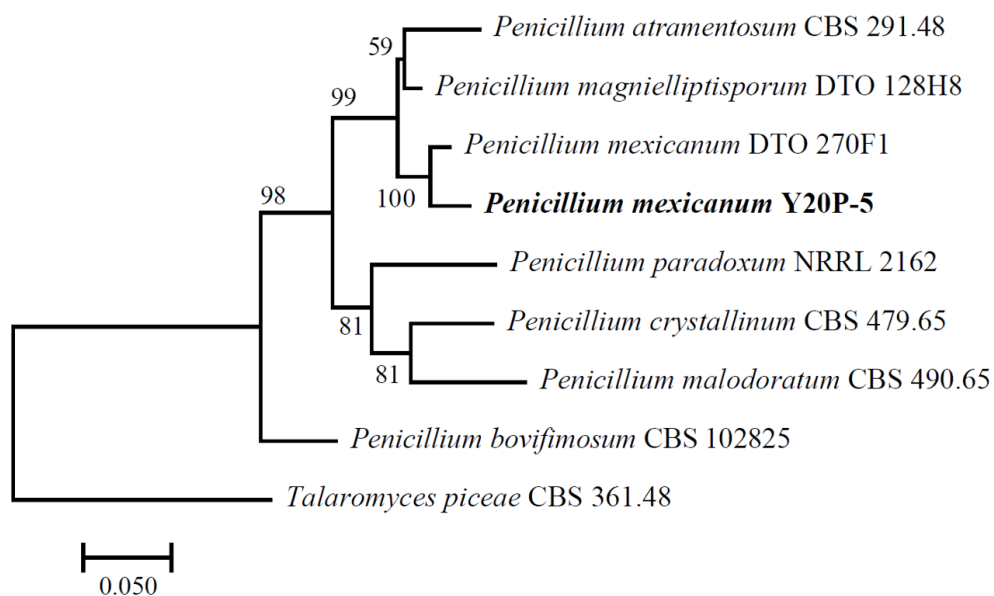 Penicillium atramentosum CBS 291.48
59
Penicillium magnielliptisporum DTO 128H8
99
Penicillium mexicanum DTO 270F1
100
Penicillium mexicanum Y20P-5
98
Penicillium paradoxum NRRL 2162
81
Penicillium crystallinum CBS 479.65
81
Penicillium malodoratum CBS 490.65
Penicillium bovifimosum CBS 102825
Talaromyces piceae CBS 361.48
0.050